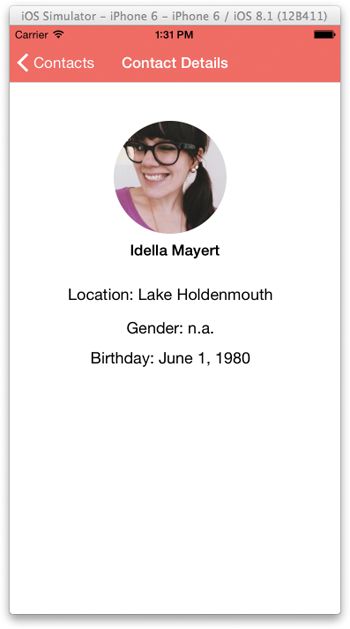 iOS Simulator – iPhone 6 – iPhone 6 / iOS 8.1 (12B411)
Carrier 1:31 PM
Contacts Contact Details
Idella Mayert
Location: Lake Holdenmouth
Gender: n.a.
Birthday: June 1, 1980